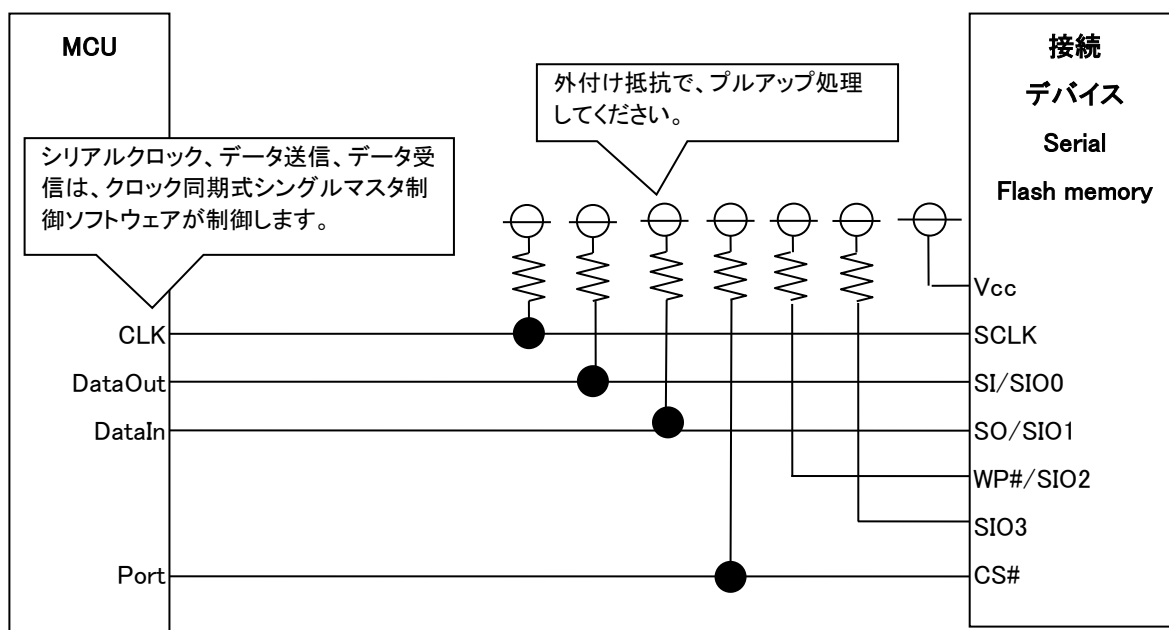 MCU
接続
デバイス
Serial
Flash memory
外付け抵抗で、プルアップ処理
してください。
シリアルクロック、データ送信、データ受
信は、クロック同期式シングルマスタ制
御ソフトウェアが制御します。
Vcc
CLK
SCLK
DataOut
SI/SIO0
DataIn
SO/SIO1
WP#/SIO2
SIO3
Port
CS#